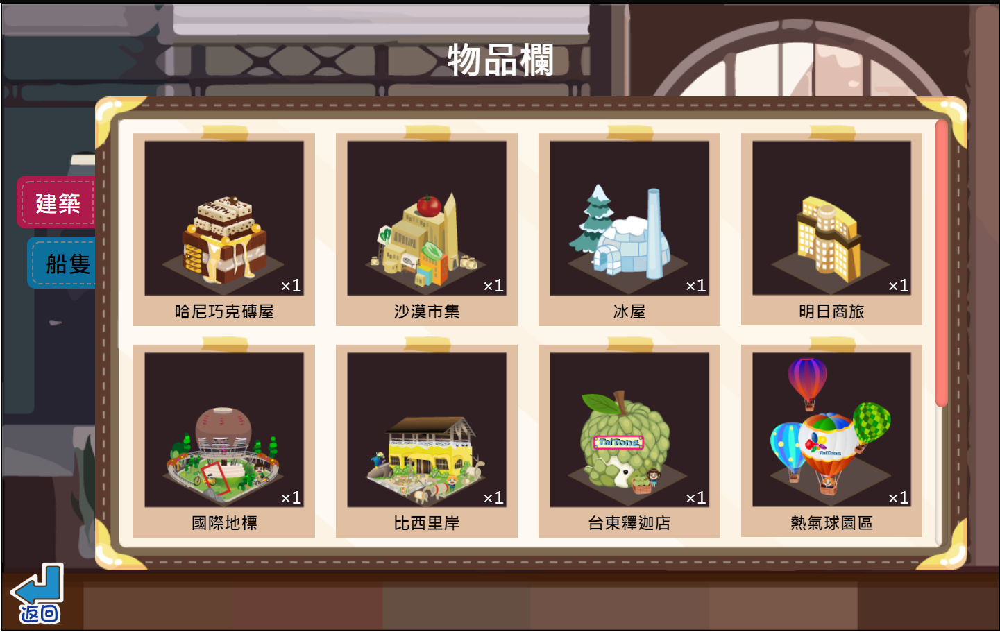 物品欄
建築
船隻
MATH
×1
×1
×1
×1
哈尼巧克磚屋
沙漠市集
冰屋
明日商旅
TaiTong
TaiTong
×1
×1
×1
×1
國際地標
比西里岸
台東釋迦店
熱氣球園區
返回